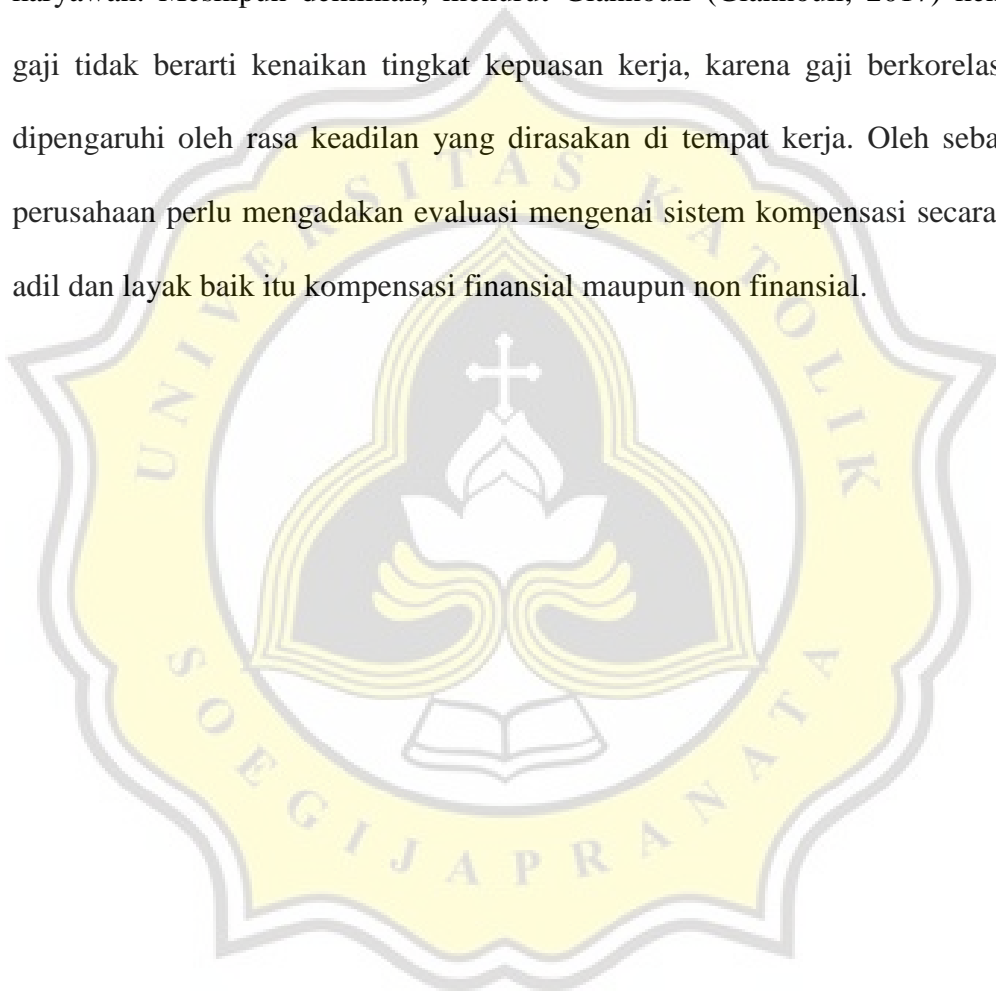 gaji tidak berarti kenaikan tingkat kepuasan kerja, karena gaji
dipengaruhi oleh rasa keadilan yang dirasakan di tempat kerja. Oleh
perusahaan perlu mengadakan evaluasi mengenai sistem kompensasi secara
adil dan layak baik itu kompensasi finansial maupun non finansial.
UNIVERSITAS KATOLIK
SOEGIJAPRANATA